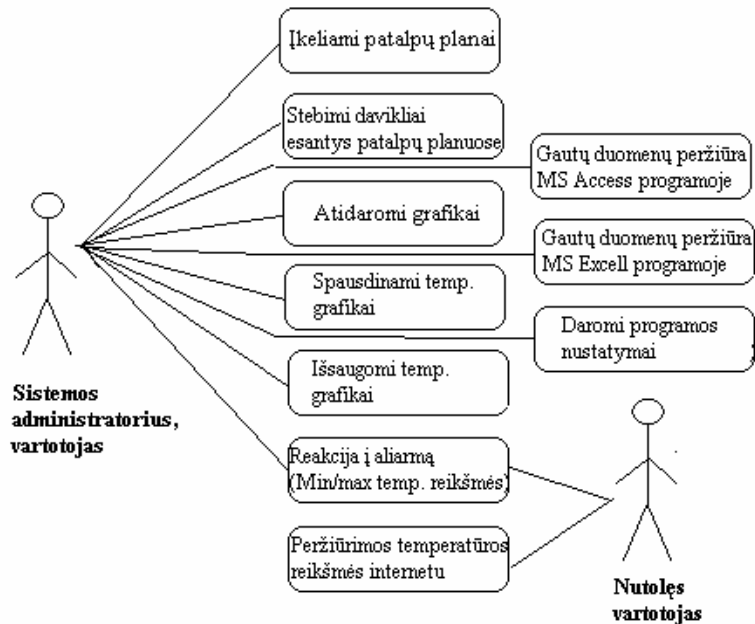 Įkeliami patalpų planai
Stebimi davikliai
esantys patalpų planuose
Gautų duomenų peržiūra
MS Access programoje
Atidaromi grafikai
Gautų duomenų peržiūra
MS Excell programoje
Spausdinami temp.
grafikai
Daromi programos
nustatymai
Išsaugomi temp.
grafikai
Sistemos
administratorius,
vartotojas
Reakcija į aliarmą
(Min/max temp. reikšmės)
Peržiūrimos temperatūros
reikšmės internetu
Nutolęs
vartotojas